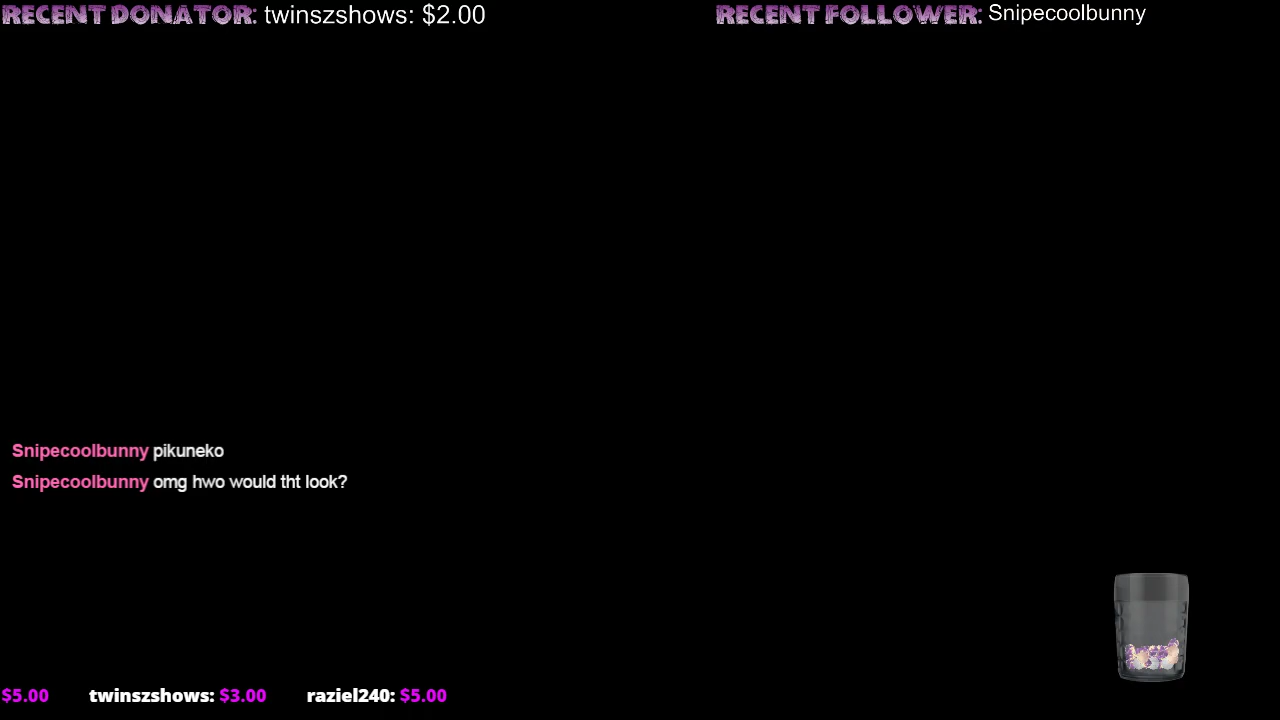 RECENT DONATOR: twinszshows: $2.00
RECENT FOLLOWER: Snipecoolbunny
Snipecoolbunny pikuneko
Snipecoolbunny omg hwo would tht look?
$5.00 twinszshows: $3.00 raziel240: $5.00